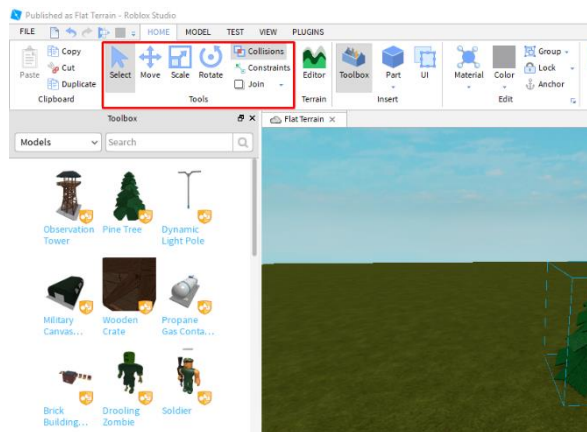 Published as Flat Terrain - Roblox Studio
FILE HOME MODEL TEST VIEW PLUGINS
Paste
Copy
Cut
Duplicate
Clipboard
Select Move Scale Rotate
Collisions
Constraints
Join
Tools
Editor
Terrain
Toolbox Part UI
Insert
Material Color
Group
Lock
Anchor
Edit
Toolbox
Flat Terrain
Models
Search
Observation Tower
Pine Tree
Dynamic Light Pole
Military Canvas...
Wooden Crate
Propane Gas Conta...
Brick Building...
Drooling Zombie
Soldier